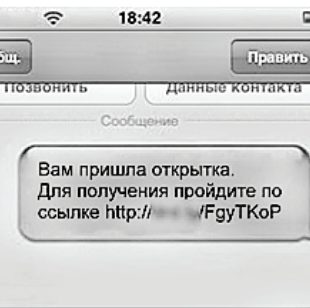 18:42
бщ.
Править
Позвонить
Данные контакта
Сообщение
Вам пришла открытка.
Для получения пройдите по
ссылке http:// /FgyTKoP